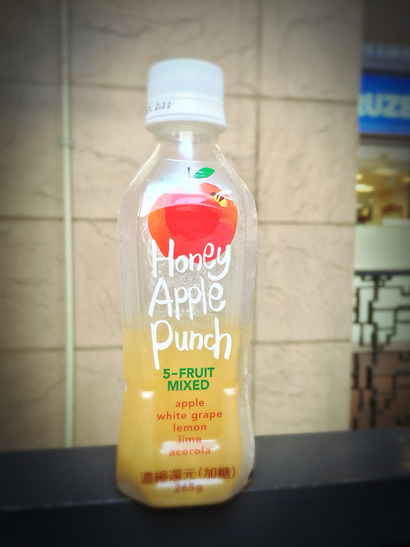 Honey
Apple
Punch
5-FRUIT
MIXED
apple
white grape
lemon
lime
acerola
濃縮還元(加糖)
265g
RUZE